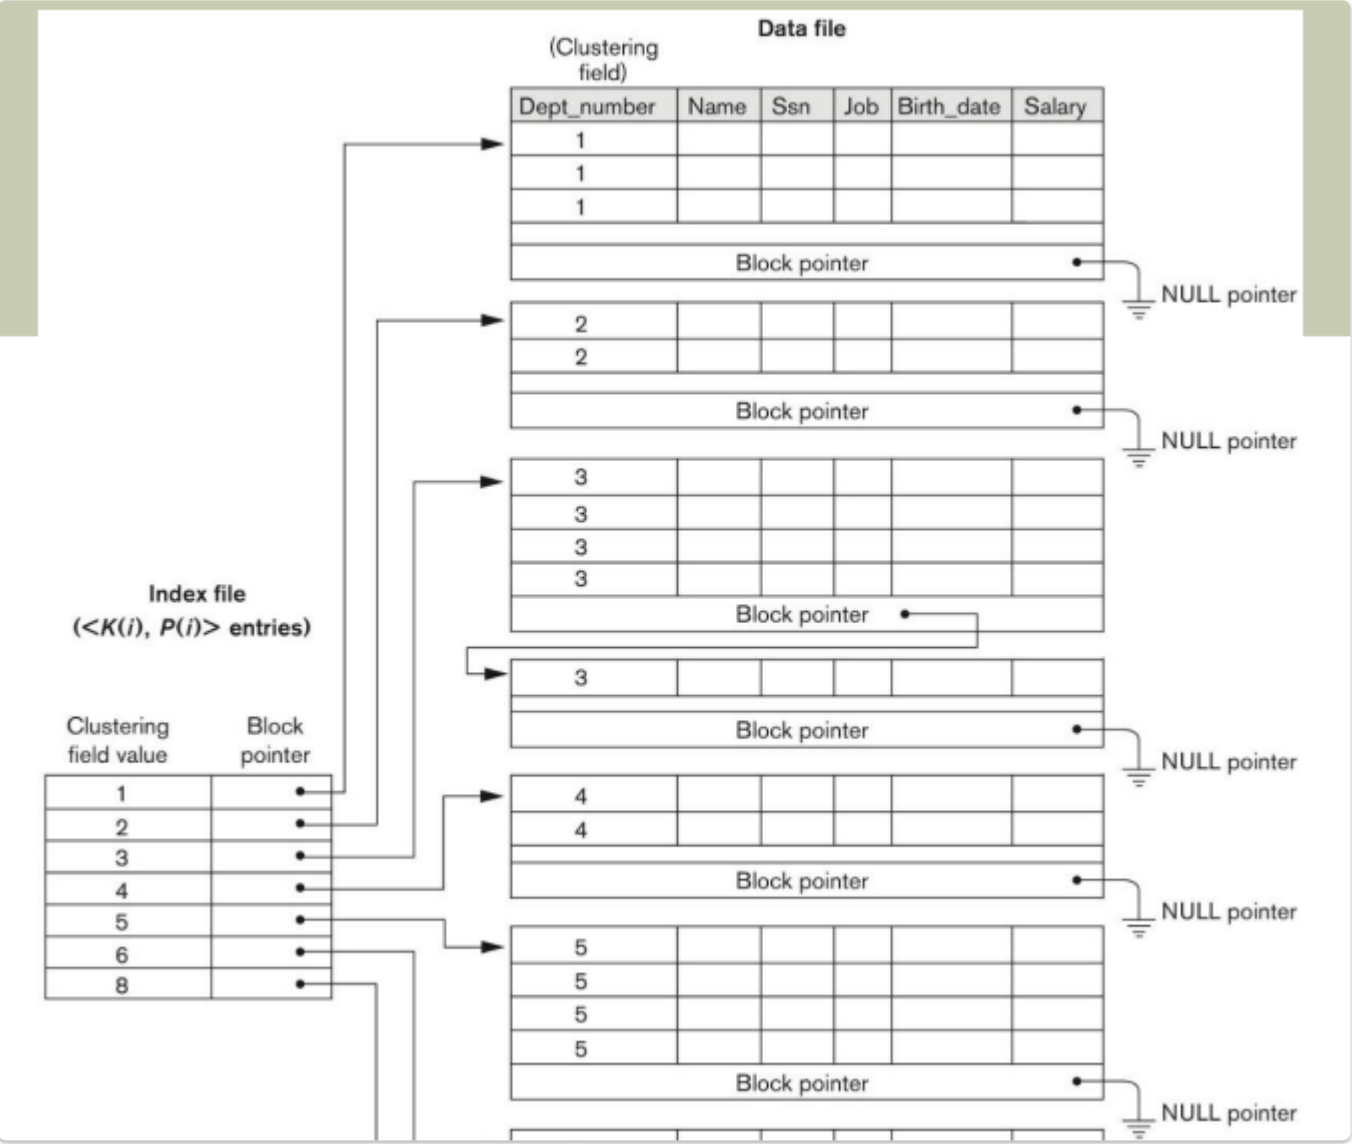 Data file
(Clustering
field)
Dept_number Name Ssn Job Birth_date Salary
1
1
1
Block pointer
NULL pointer
2
2
Block pointer
NULL pointer
3
3
3
3
Block pointer
3
Block pointer
NULL pointer
4
4
Block pointer
NULL pointer
5
5
5
5
Block pointer
NULL pointer
Index file
(<K(i), P(i)> entries)
Clustering
field value
Block
pointer
1
2
3
4
5
6
8